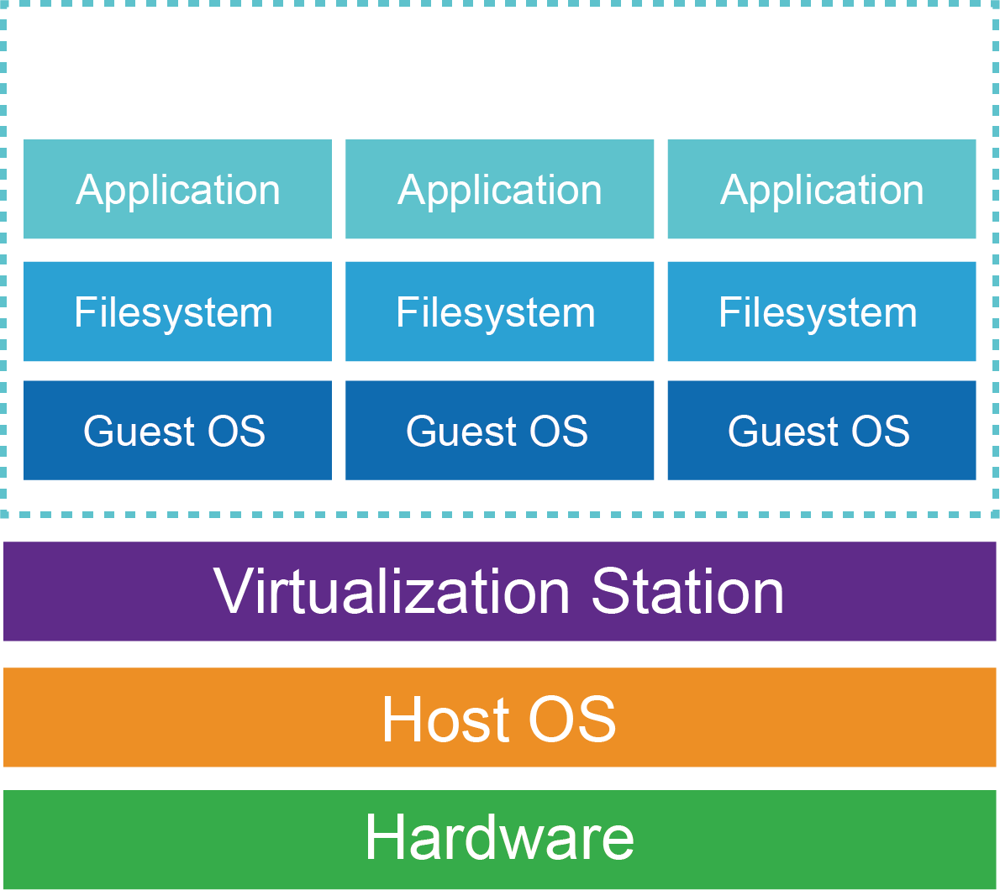 Application Application Application
Filesystem Filesystem Filesystem
Guest OS Guest OS Guest OS
Virtualization Station
Host OS
Hardware